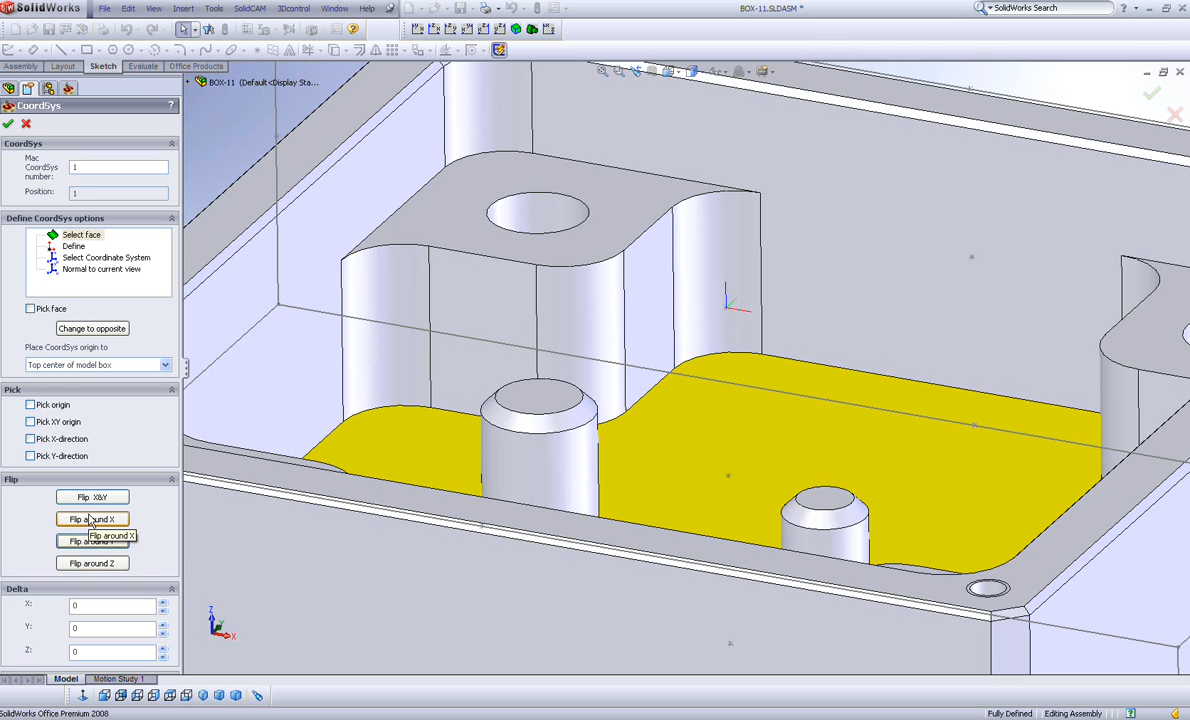 SolidWorks
File Edit View Insert Tools SolidCAM 3Dcontrol Window Help
BOX-11.SLDASM *
SolidWorks Search
Assembly Layout Sketch Evaluate Office Products
BOX-11 (Default<Display Sta...
CoordSys
?
CoordSys
Mac CoordSys number:
1
Position:
1
Define CoordSys options
Select face
Define
Select Coordinate System
Normal to current view
Pick face
Change to opposite
Place CoordSys origin to
Top center of model box
Pick
Pick origin
Pick XY origin
Pick X-direction
Pick Y-direction
Flip
Flip X&Y
Flip around X
Flip around X
Flip around Z
Delta
X: 0
Y: 0
Z: 0
Z
X
Model Motion Study 1
SolidWorks Office Premium 2008
Fully Defined Editing Assembly